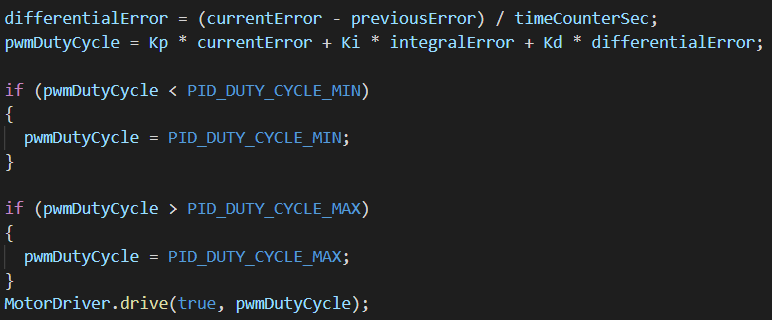 differentialError = (currentError - previousError) / timeCounterSec;
pwmDutyCycle = Kp * currentError + Ki * integralError + Kd * differentialError;
if (pwmDutyCycle < PID_DUTY_CYCLE_MIN)
{
pwmDutyCycle = PID_DUTY_CYCLE_MIN;
}
if (pwmDutyCycle > PID_DUTY_CYCLE_MAX)
{
pwmDutyCycle = PID_DUTY_CYCLE_MAX;
}
MotorDriver.drive(true, pwmDutyCycle);